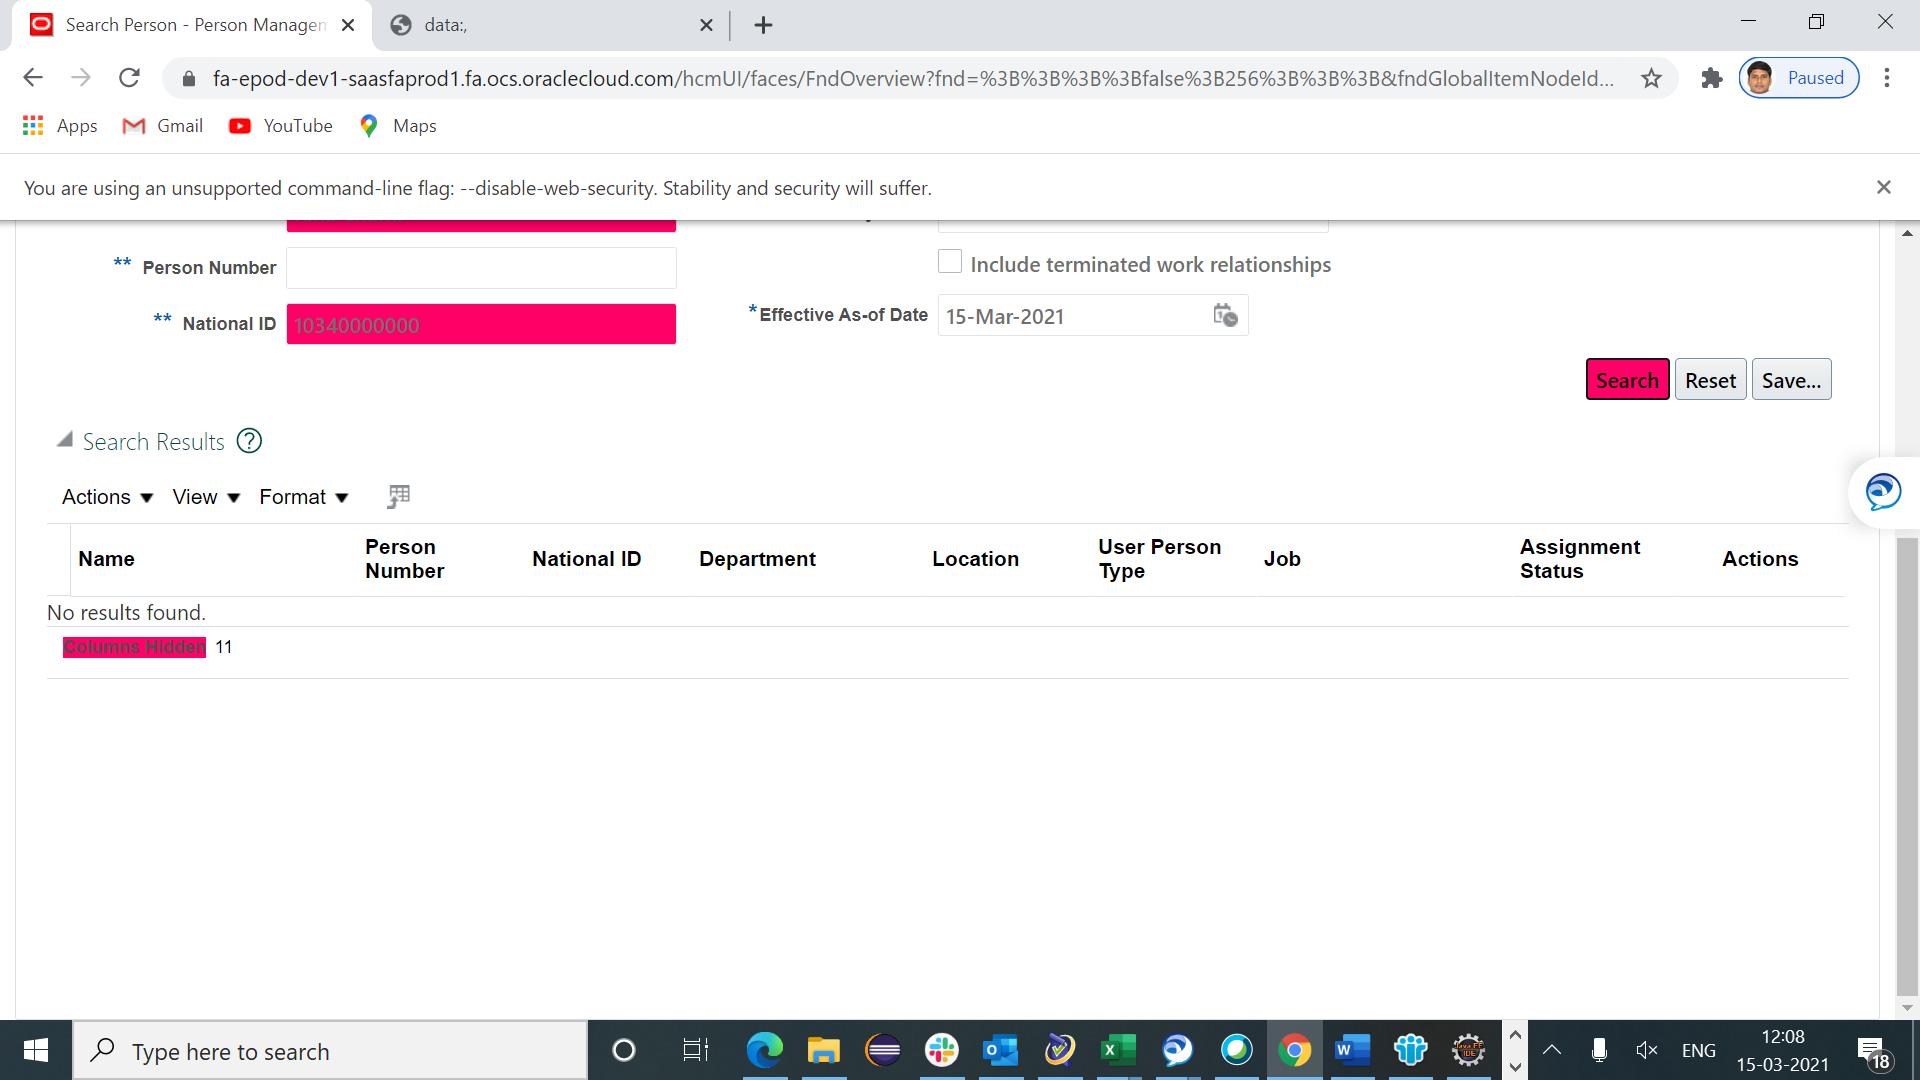 Search Person - Person Managem
data:,
fa-epod-dev1-saasfaprod1.fa.ocs.oraclecloud.com/hcmUI/faces/FndOverview?fnd=%3B%3B%3B%3Bfalse%3B256%3B%3B%3B&fndGlobalItemNodeId...
Paused
Apps Gmail YouTube Maps
You are using an unsupported command-line flag: --disable-web-security. Stability and security will suffer.
** Person Number
Include terminated work relationships
** National ID 10340000000
*Effective As-of Date 15-Mar-2021
Search Reset Save...
Search Results ?
Actions View Format
Name Person Number National ID Department Location User Person Type Job Assignment Status Actions
No results found.
Columns Hidden 11
Type here to search
ENG
12:08
15-03-2021
18